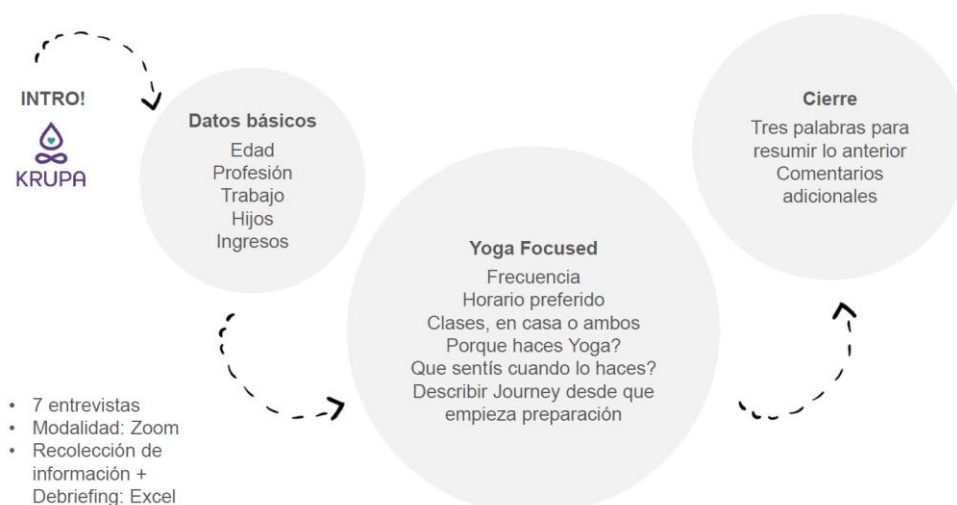 INTRO!
KRUPA
Datos básicos
Edad
Profesión
Trabajo
Hijos
Ingresos
Yoga Focused
Frecuencia
Horario preferido
Clases, en casa o ambos
Porque haces Yoga?
Que sentís cuando lo haces?
Describir Journey desde que
empieza preparación
Cierre
Tres palabras para
resumir lo anterior
Comentarios
adicionales
• 7 entrevistas
• Modalidad: Zoom
• Recolección de
información +
Debriefing: Excel